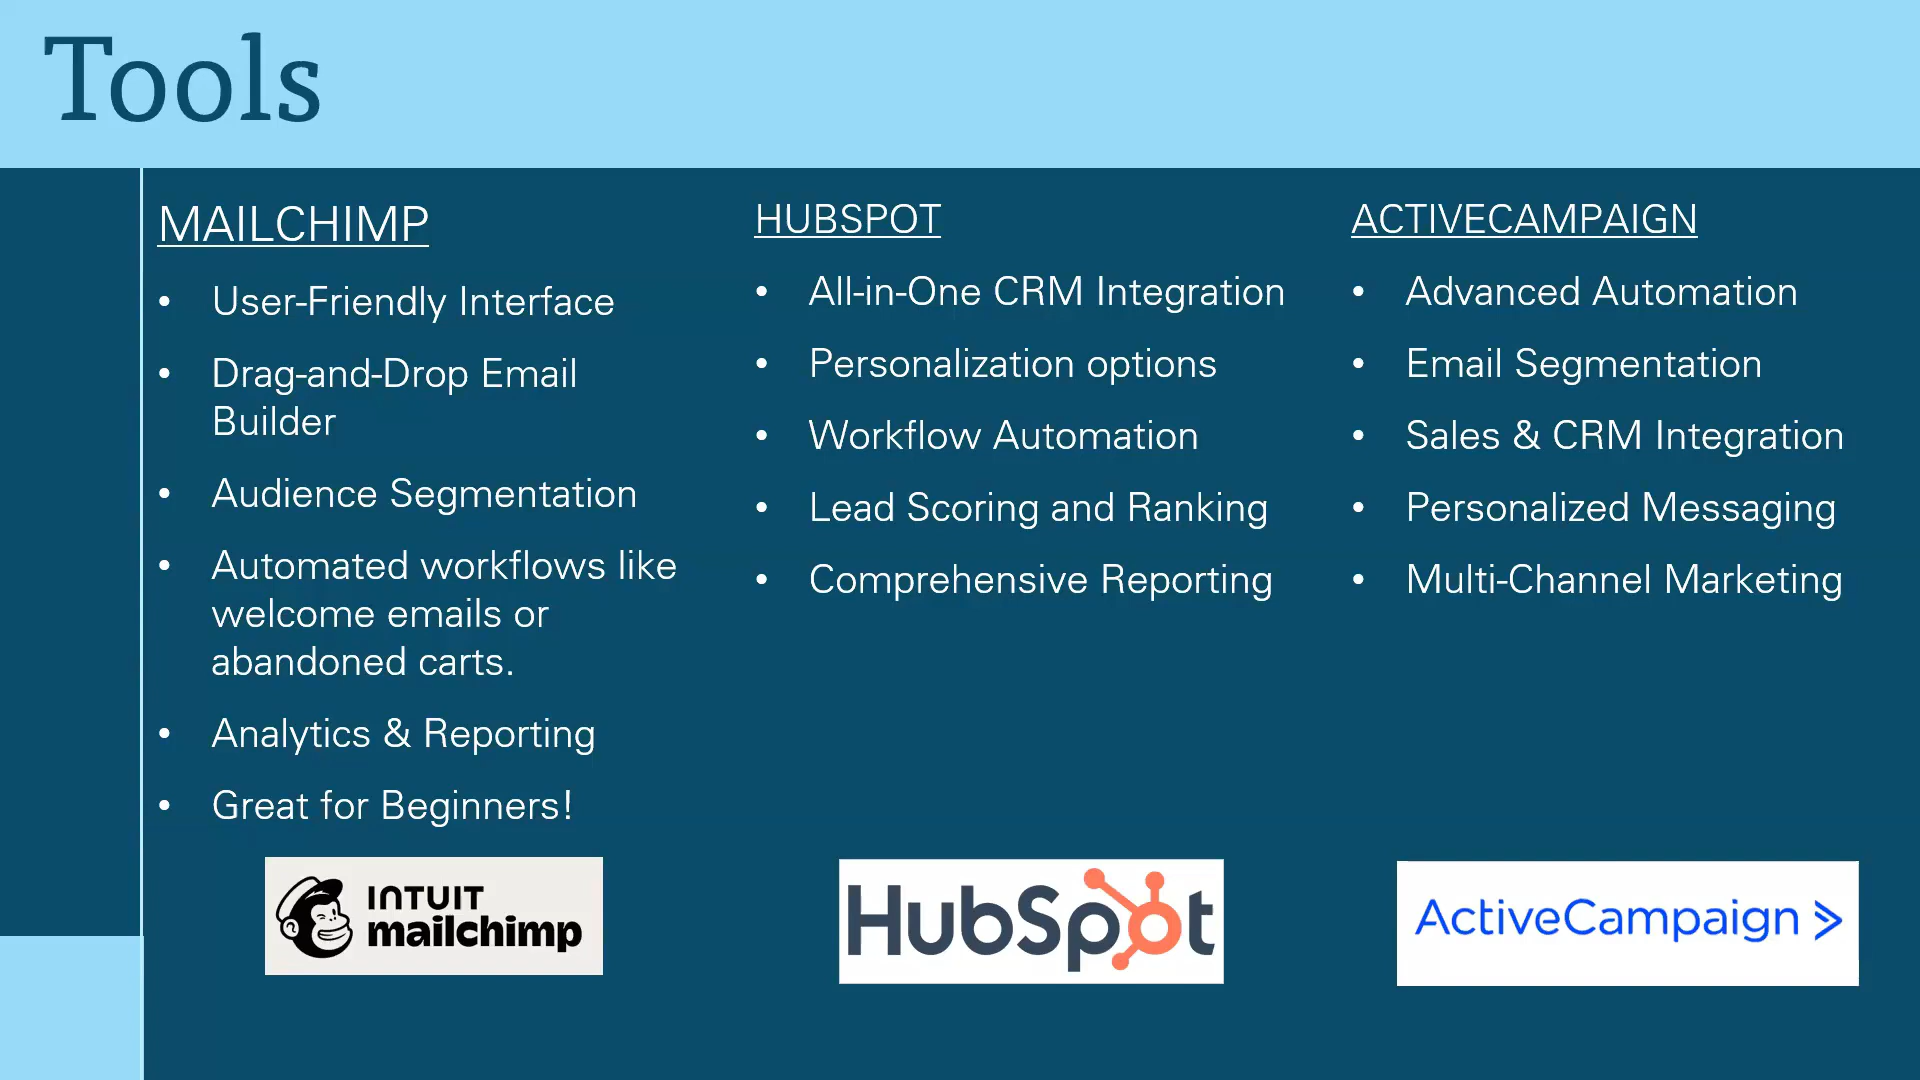 Tools
MAILCHIMP
• User-Friendly Interface
• Drag-and-Drop Email
Builder
• Audience Segmentation
• Automated workflows like
welcome emails or
abandoned carts.
• Analytics & Reporting
• Great for Beginners!
INTUIT
mailchimp
HUBSPOT
• All-in-One CRM Integration
• Personalization options
• Workflow Automation
• Lead Scoring and Ranking
• Comprehensive Reporting
HubSpot
ACTIVECAMPAIGN
• Advanced Automation
• Email Segmentation
• Sales & CRM Integration
• Personalized Messaging
• Multi-Channel Marketing
ActiveCampaign